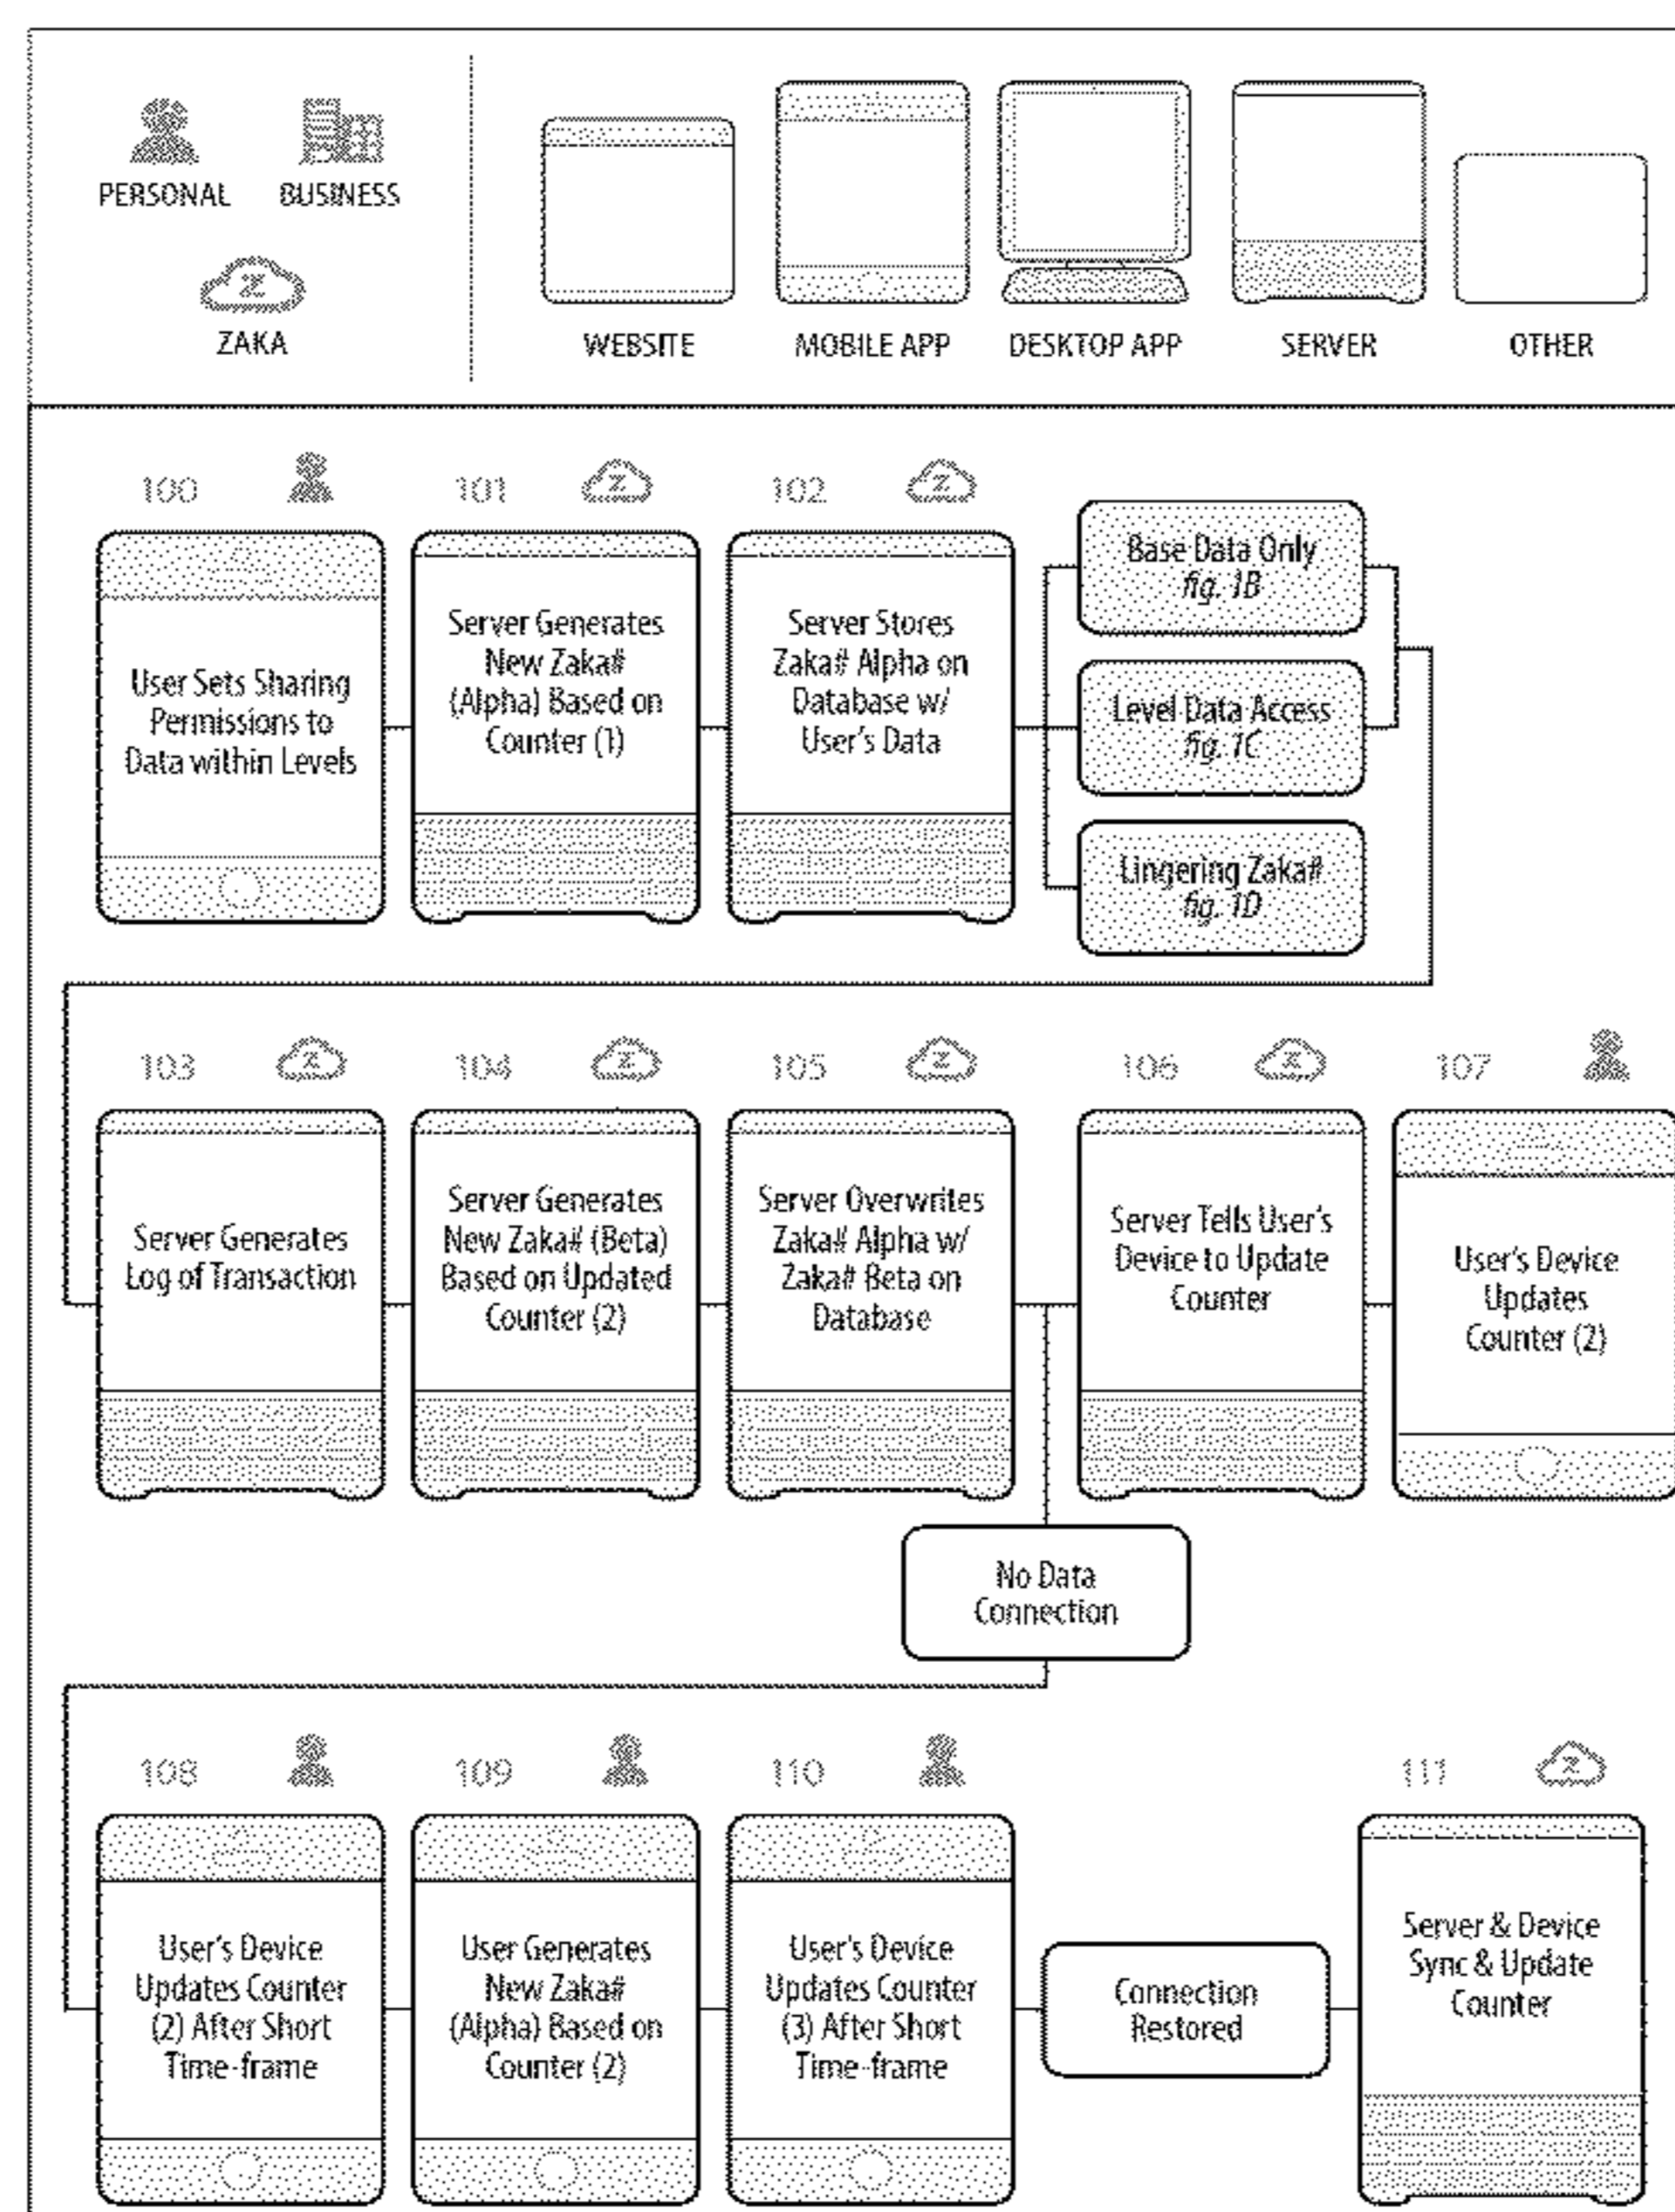 PERSONAL
BUSINESS
Z
ZAKA
WEBSITE
MOBILE APP
DESKTOP APP
SERVER
OTHER
100
User Sets Sharing
Permissions to
Data within Levels
101
Z
Server Generates
New Zaka#
(Alpha) Based on
Counter (1)
102
Z
Server Stores
Zaka# Alpha on
Database w/
User's Data
Base Data Only
fig. 1B
Level Data Access
fig. 1C
Lingering Zaka#
fig. 1D
103
Z
Server Generates
Log of Transaction
104
Z
Server Generates
New Zaka# (Beta)
Based on Updated
Counter (2)
105
Z
Server Overwrites
Zaka# Alpha w/
Zaka# Beta on
Database
106
Z
Server Tells User's
Device to Update
Counter
107
User's Device
Updates
Counter (2)
No Data
Connection
108
User's Device
Updates Counter
(2) After Short
Time-frame
109
User Generates
New Zaka#
(Alpha) Based on
Counter (2)
110
User's Device
Updates Counter
(3) After Short
Time-frame
Connection
Restored
111
Z
Server & Device
Sync & Update
Counter